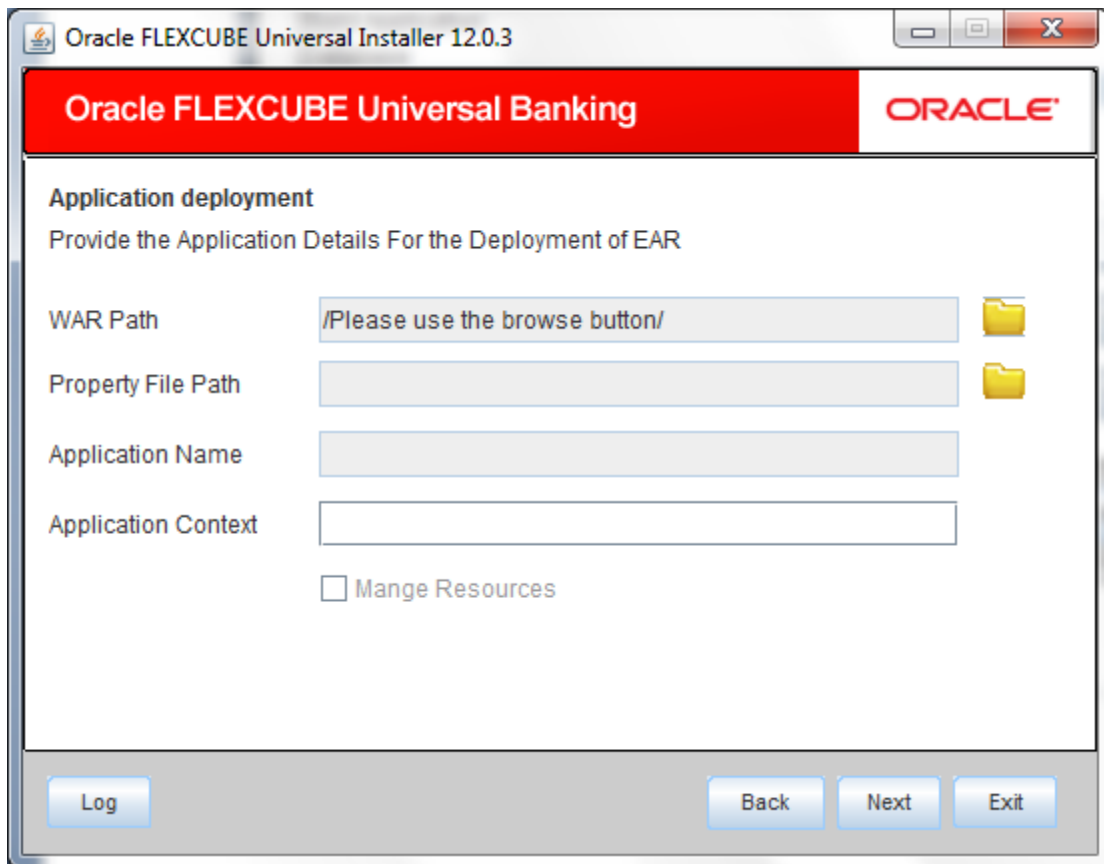 Oracle FLEXCUBE Universal Installer 12.0.3
Oracle FLEXCUBE Universal Banking
ORACLE
Application deployment
Provide the Application Details For the Deployment of EAR
WAR Path /Please use the browse button/
Property File Path
Application Name
Application Context
Mange Resources
Log Back Next Exit